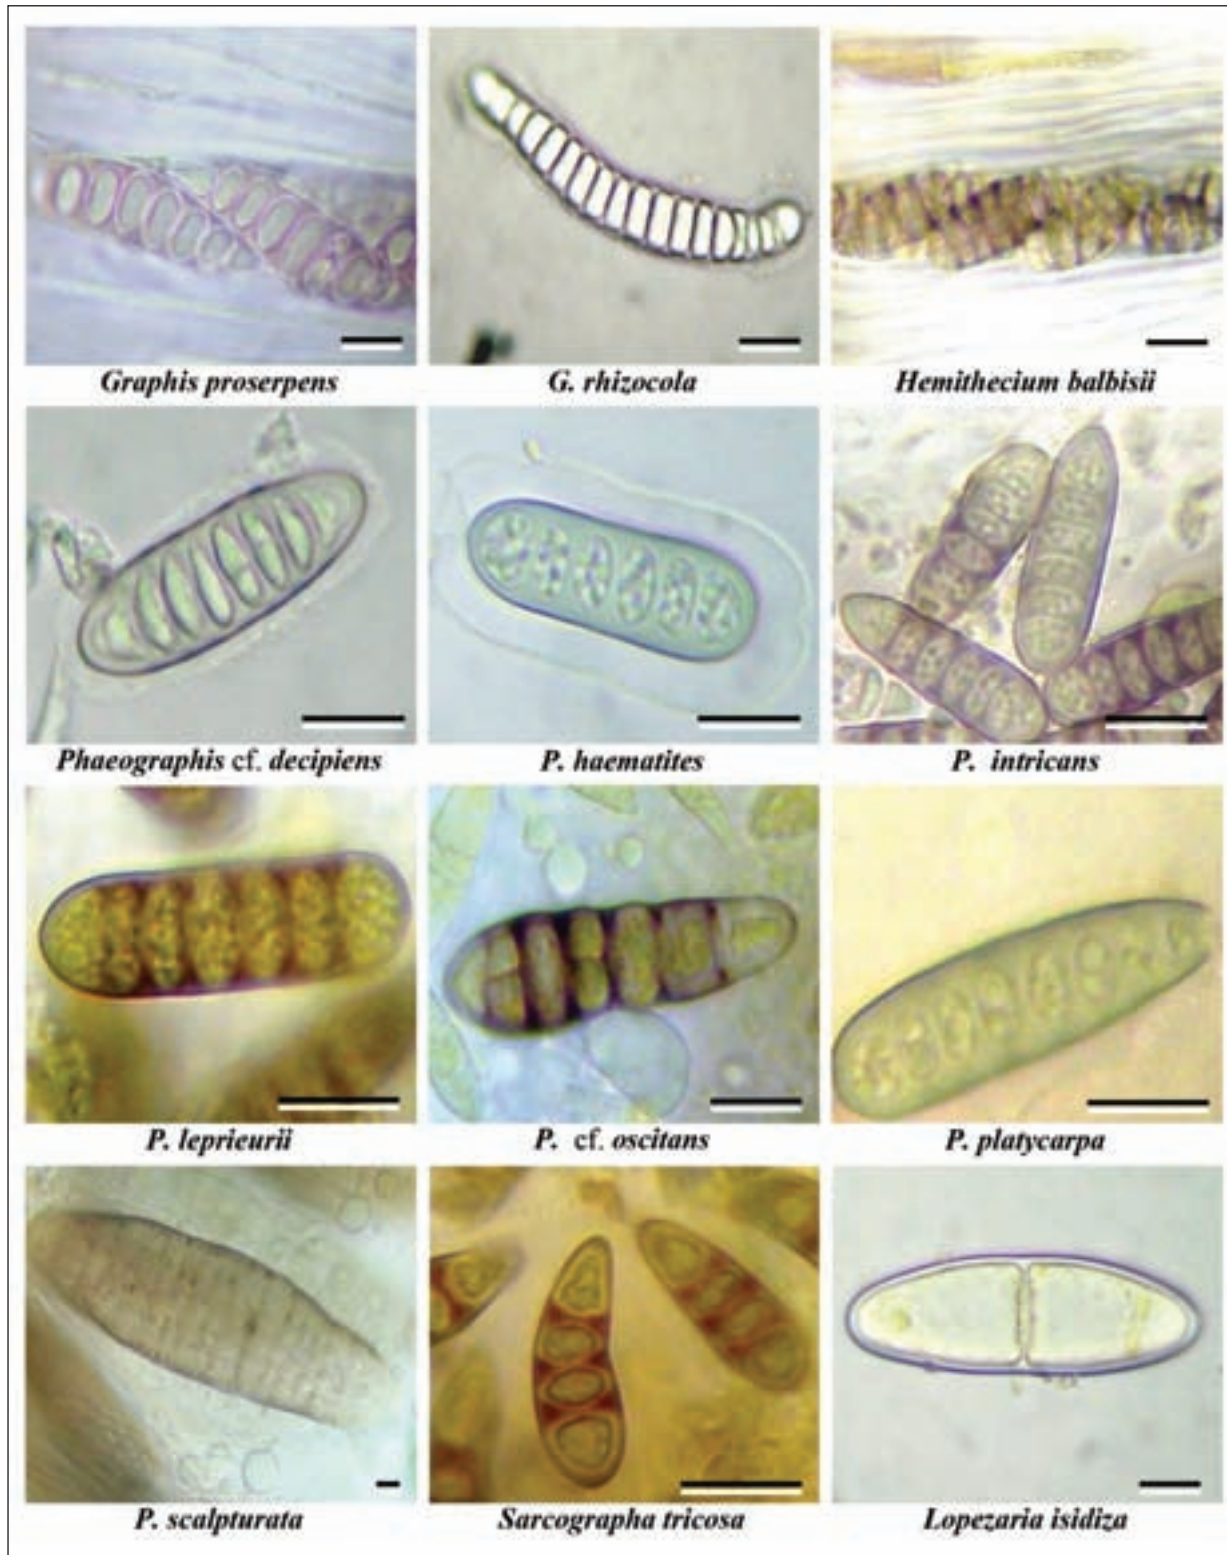 Graphis proserpens
G. rhizocola
Hemithecium balbisii
Phaeographis cf. decipiens
P. haematites
P. intricans
P. leprieurii
P. cf. oscitans
P. platycarpa
P. scalpturata
Sarcographa tricosa
Lopezaria isidiza